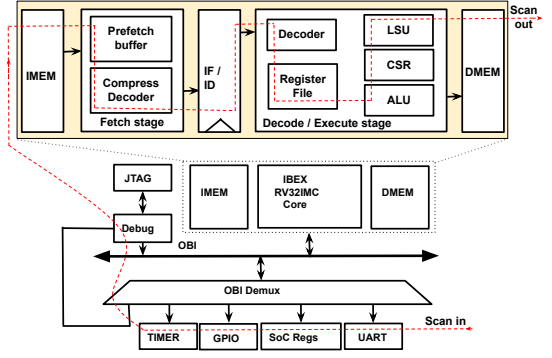 Scan
out
IMEM
Prefetch
buffer
Compress
Decoder
Fetch stage
IF /
ID
Decoder
Register
File
LSU
CSR
ALU
Decode / Execute stage
DMEM
JTAG
Debug
OBI
IMEM
IBEX
RV32IMC
Core
DMEM
OBI Demux
Scan in
TIMER
GPIO
SoC Regs
UART